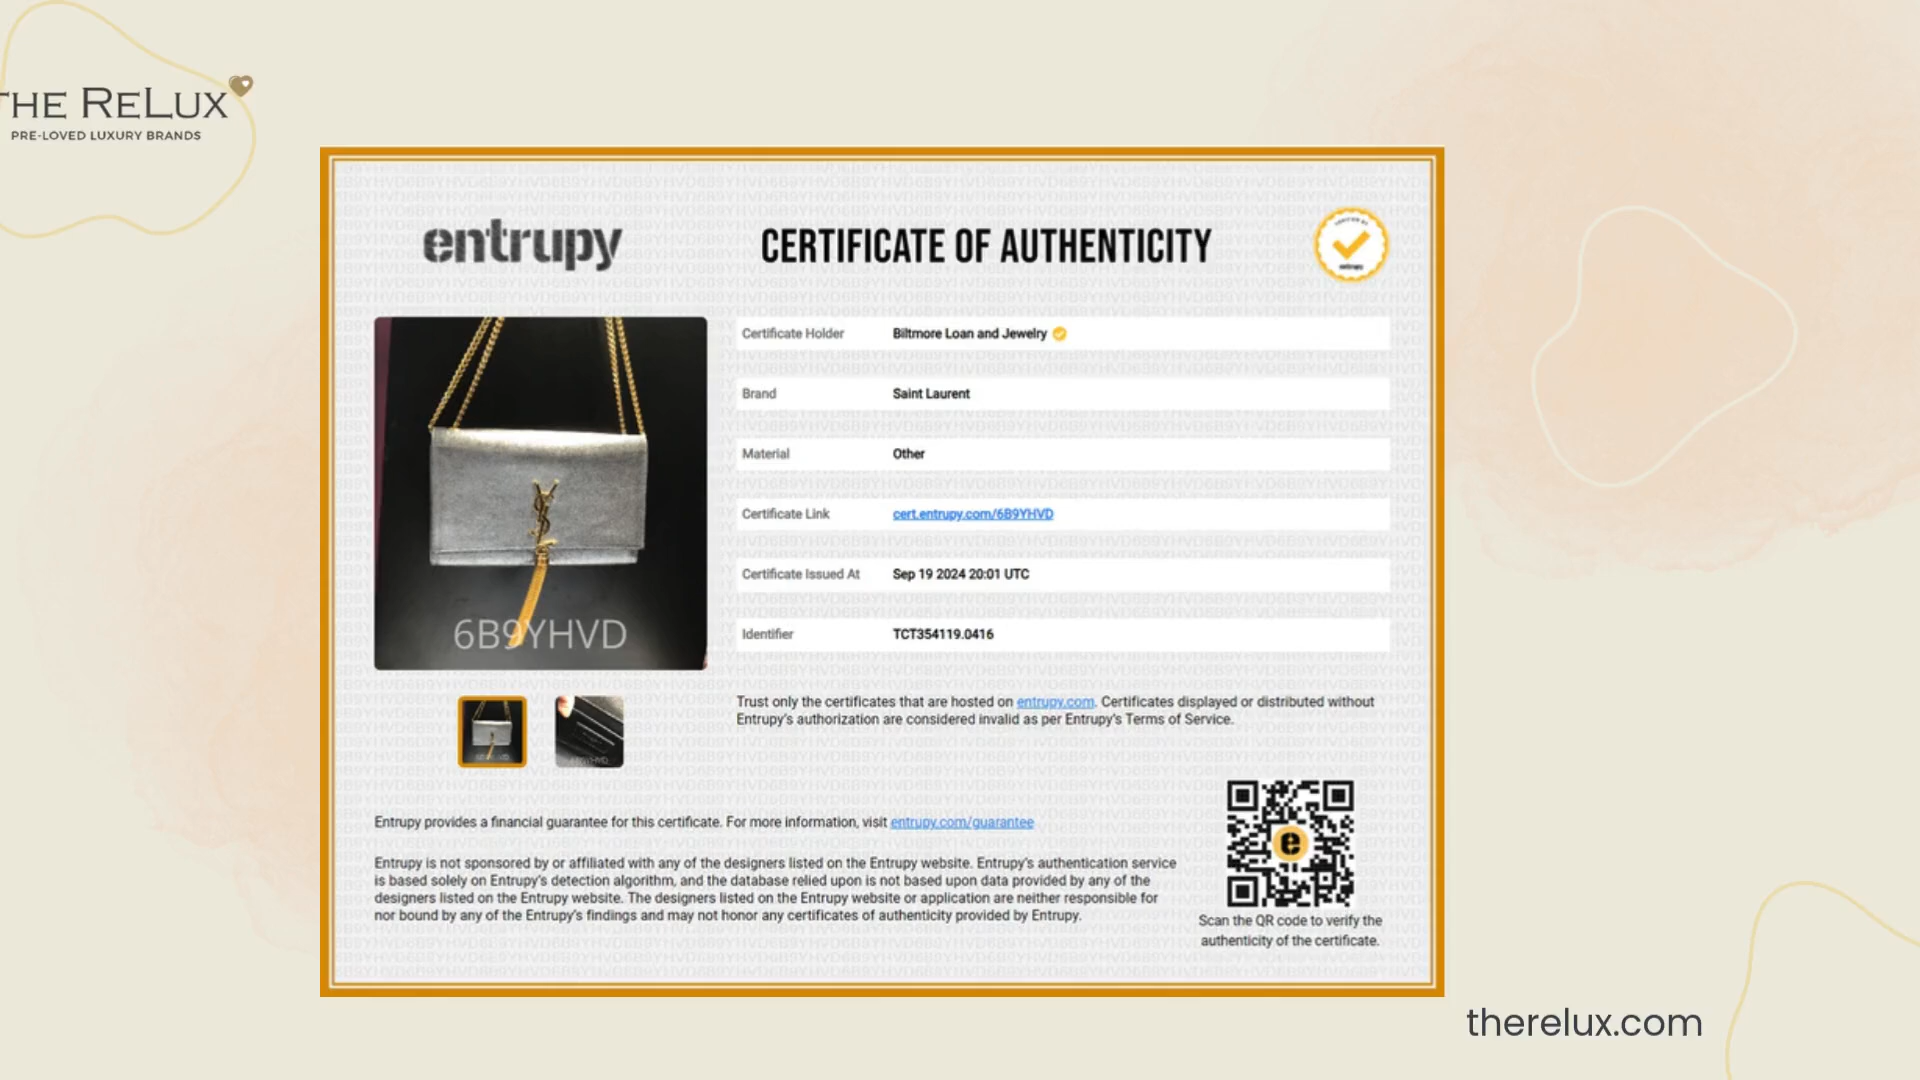 THE RELUX
PRE-LOVED LUXURY BRANDS
entrupy
CERTIFICATE OF AUTHENTICITY
entrupy
Certificate Holder Biltmore Loan and Jewelry
Brand Saint Laurent
Material Other
Certificate Link cert.entrupy.com/6B9YHVD
Certificate Issued At Sep 19 2024 20:01 UTC
Identifier TCT354119.0416
6B9YHVD
Trust only the certificates that are hosted on entrupy.com. Certificates displayed or distributed without
Entrupy's authorization are considered invalid as per Entrupy's Terms of Service.
Entrupy provides a financial guarantee for this certificate. For more information, visit entrupy.com/guarantee
Entrupy is not sponsored by or affiliated with any of the designers listed on the Entrupy website. Entrupy's authentication service
is based solely on Entrupy's detection algorithm, and the database relied upon is not based upon data provided by any of the
designers listed on the Entrupy website. The designers listed on the Entrupy website or application are neither responsible for
nor bound by any of the Entrupy's findings and may not honor any certificates of authenticity provided by Entrupy.
e
Scan the QR code to verify the
authenticity of the certificate.
therelux.com